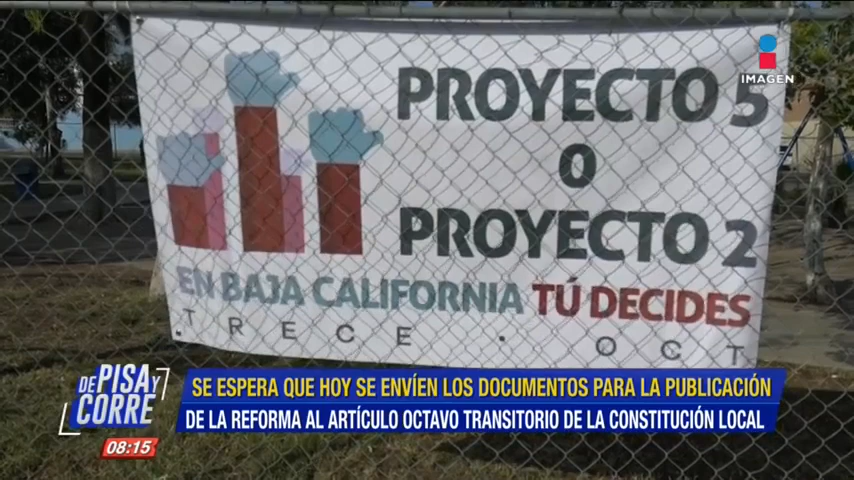 PROYECTO 5
O
PROYECTO 2
EN BAJA CALIFORNIA TÚ DECIDES
TRECE · OCT
IMAGEN
DE PISA Y
CORRE
08:15
SE ESPERA QUE HOY SE ENVÍEN LOS DOCUMENTOS PARA LA PUBLICACIÓN
DE LA REFORMA AL ARTÍCULO OCTAVO TRANSITORIO DE LA CONSTITUCIÓN LOCAL